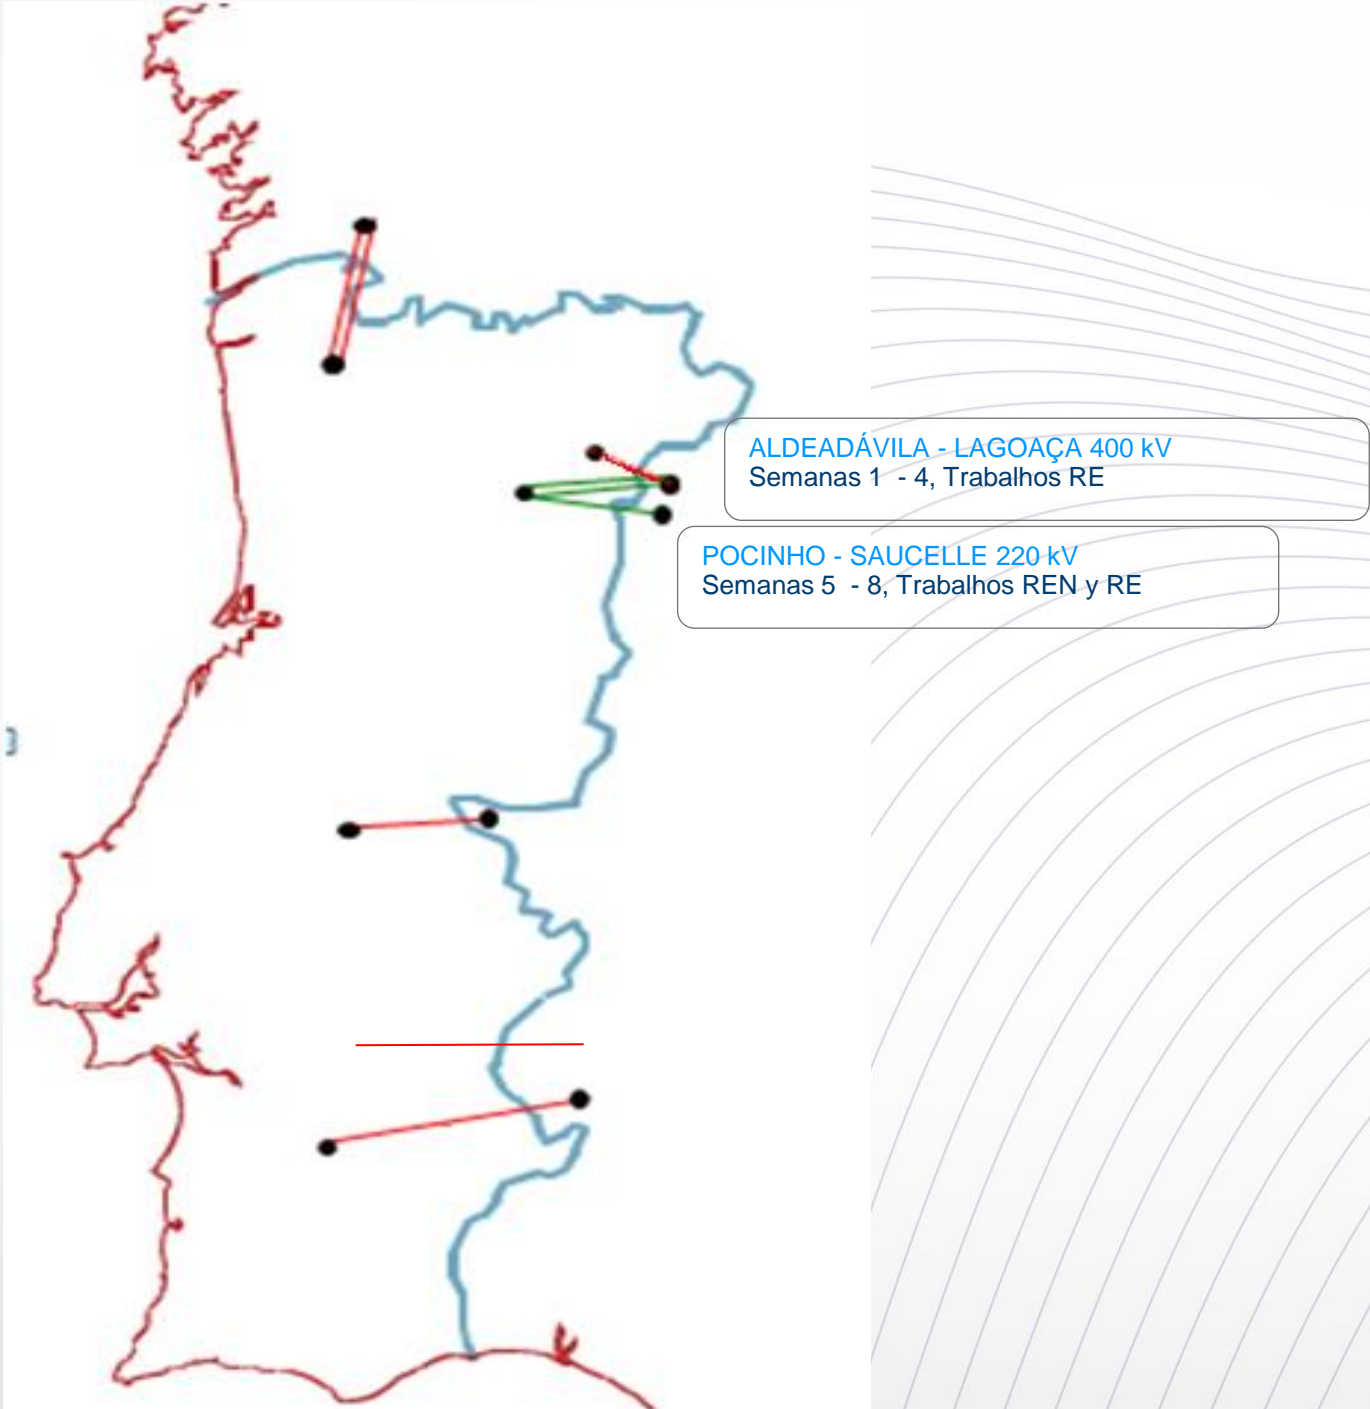 ALDEADÁVILA - LAGOAÇA 400 kV
Semanas 1 - 4, Trabalhos RE
POCINHO - SAUCELLE 220 kV
Semanas 5 - 8, Trabalhos REN y RE